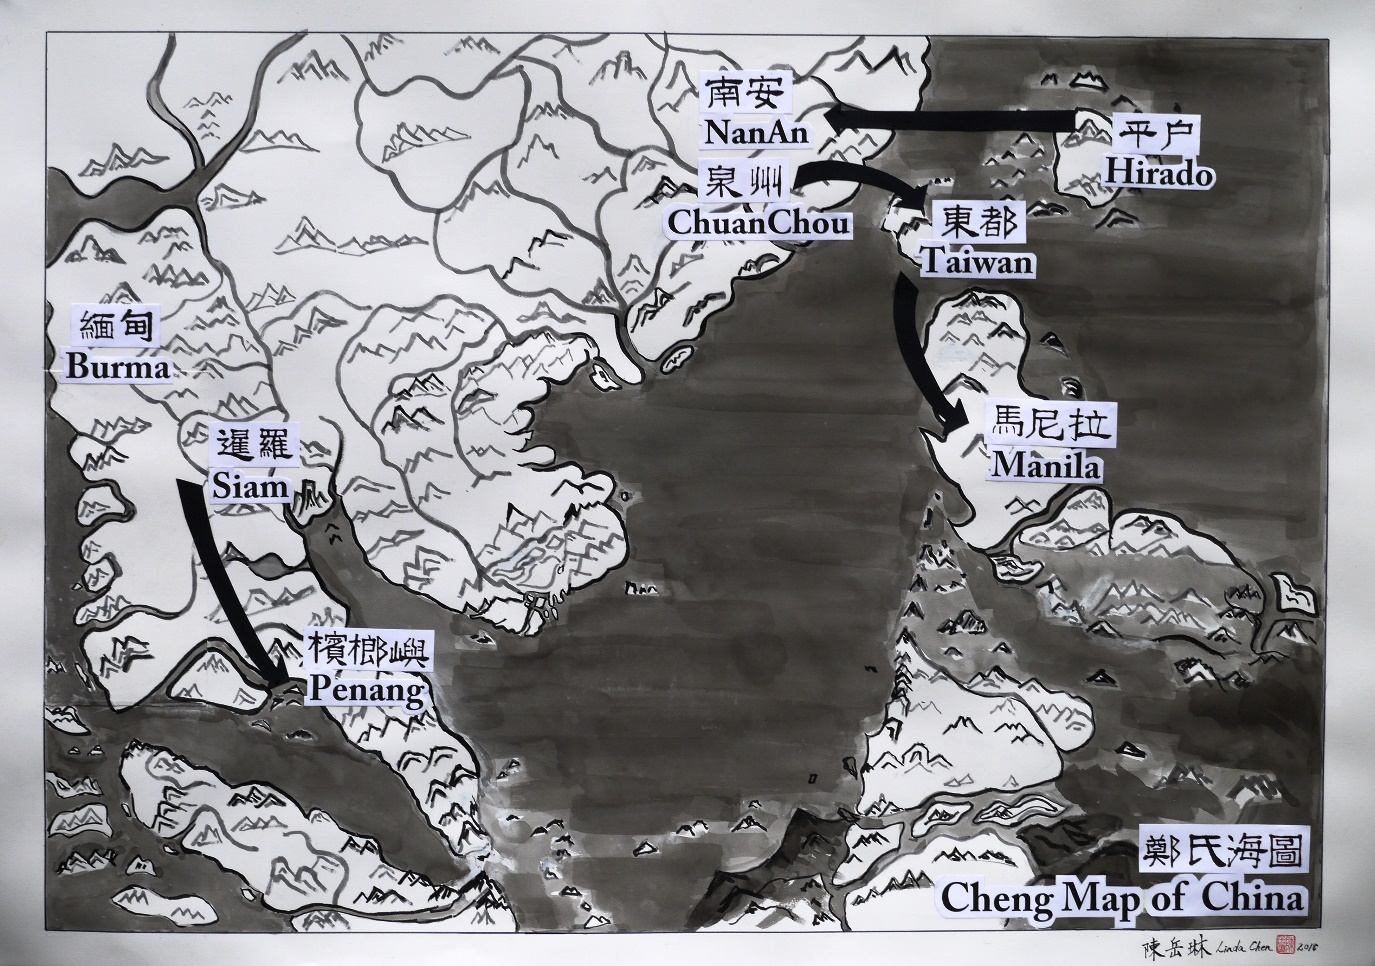 南安
NanAn
平户
Hirado
泉州
ChuanChou
東都
Taiwan
緬甸
Burma
暹羅
Siam
馬尼拉
Manila
檳榔嶼
Penang
鄭氏海圖
Cheng Map of China
陳岳琳 Linda Chen 2018